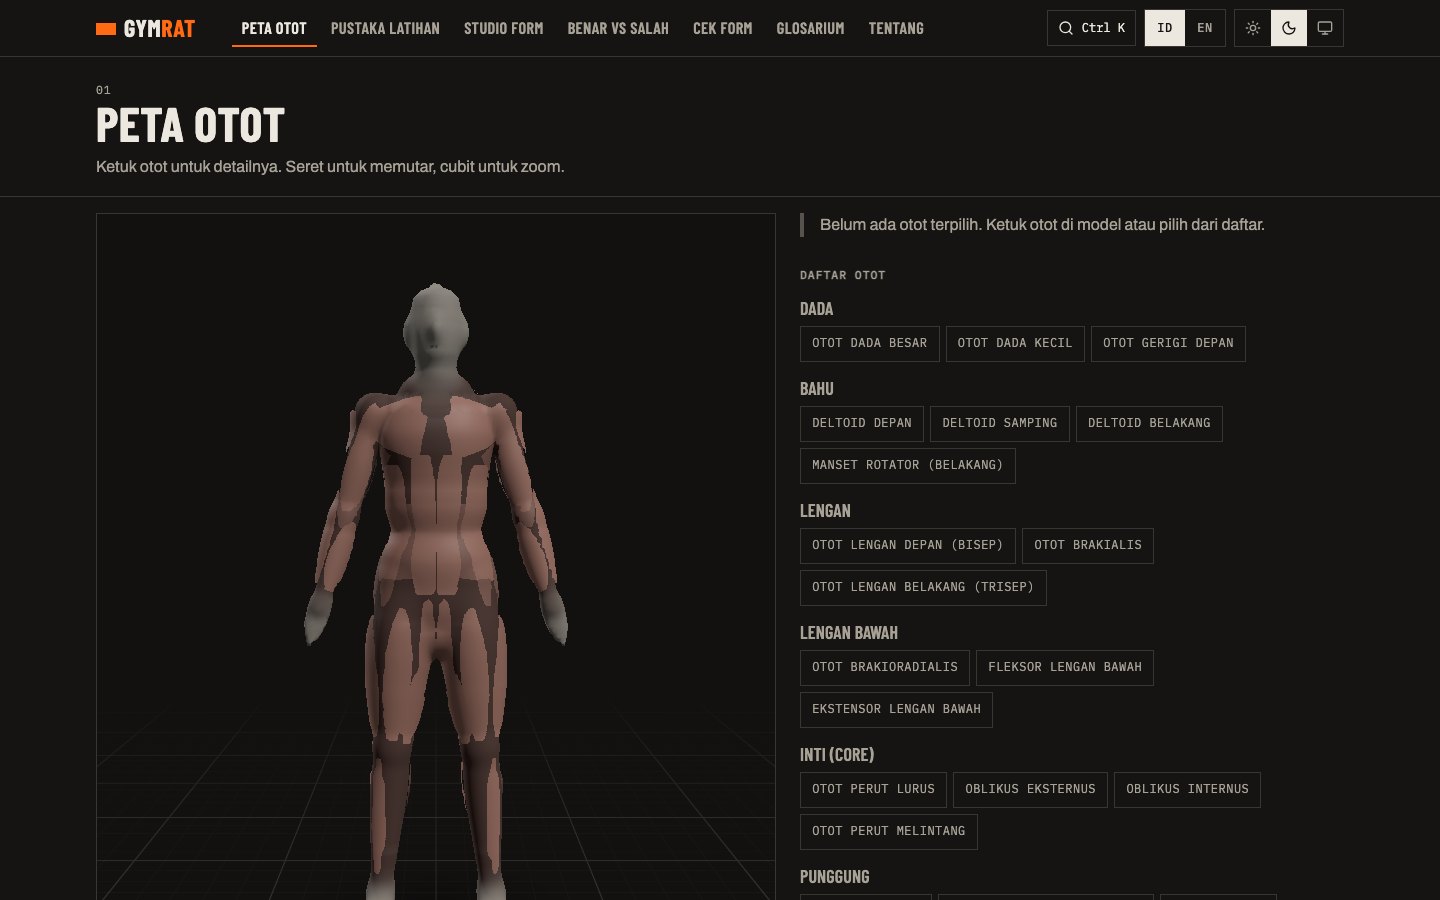 GYMRAT
PETA OTOT
PUSTAKA LATIHAN
STUDIO FORM
BENAR VS SALAH
CEK FORM
GLOSARIUM
TENTANG
Ctrl K
ID
EN
01
PETA OTOT
Ketuk otot untuk detailnya. Seret untuk memutar, cubit untuk zoom.
Belum ada otot terpilih. Ketuk otot di model atau pilih dari daftar.
DAFTAR OTOT
DADA
OTOT DADA BESAR
OTOT DADA KECIL
OTOT GERIGI DEPAN
BAHU
DELTOID DEPAN
DELTOID SAMPING
DELTOID BELAKANG
MANSET ROTATOR (BELAKANG)
LENGAN
OTOT LENGAN DEPAN (BISEP)
OTOT BRAKIALIS
OTOT LENGAN BELAKANG (TRISEP)
LENGAN BAWAH
OTOT BRAKIORADIALIS
FLEKSOR LENGAN BAWAH
EKSTENSOR LENGAN BAWAH
INTI (CORE)
OTOT PERUT LURUS
OBLIKUS EKSTERNUS
OBLIKUS INTERNUS
OTOT PERUT MELINTANG
PUNGGUNG